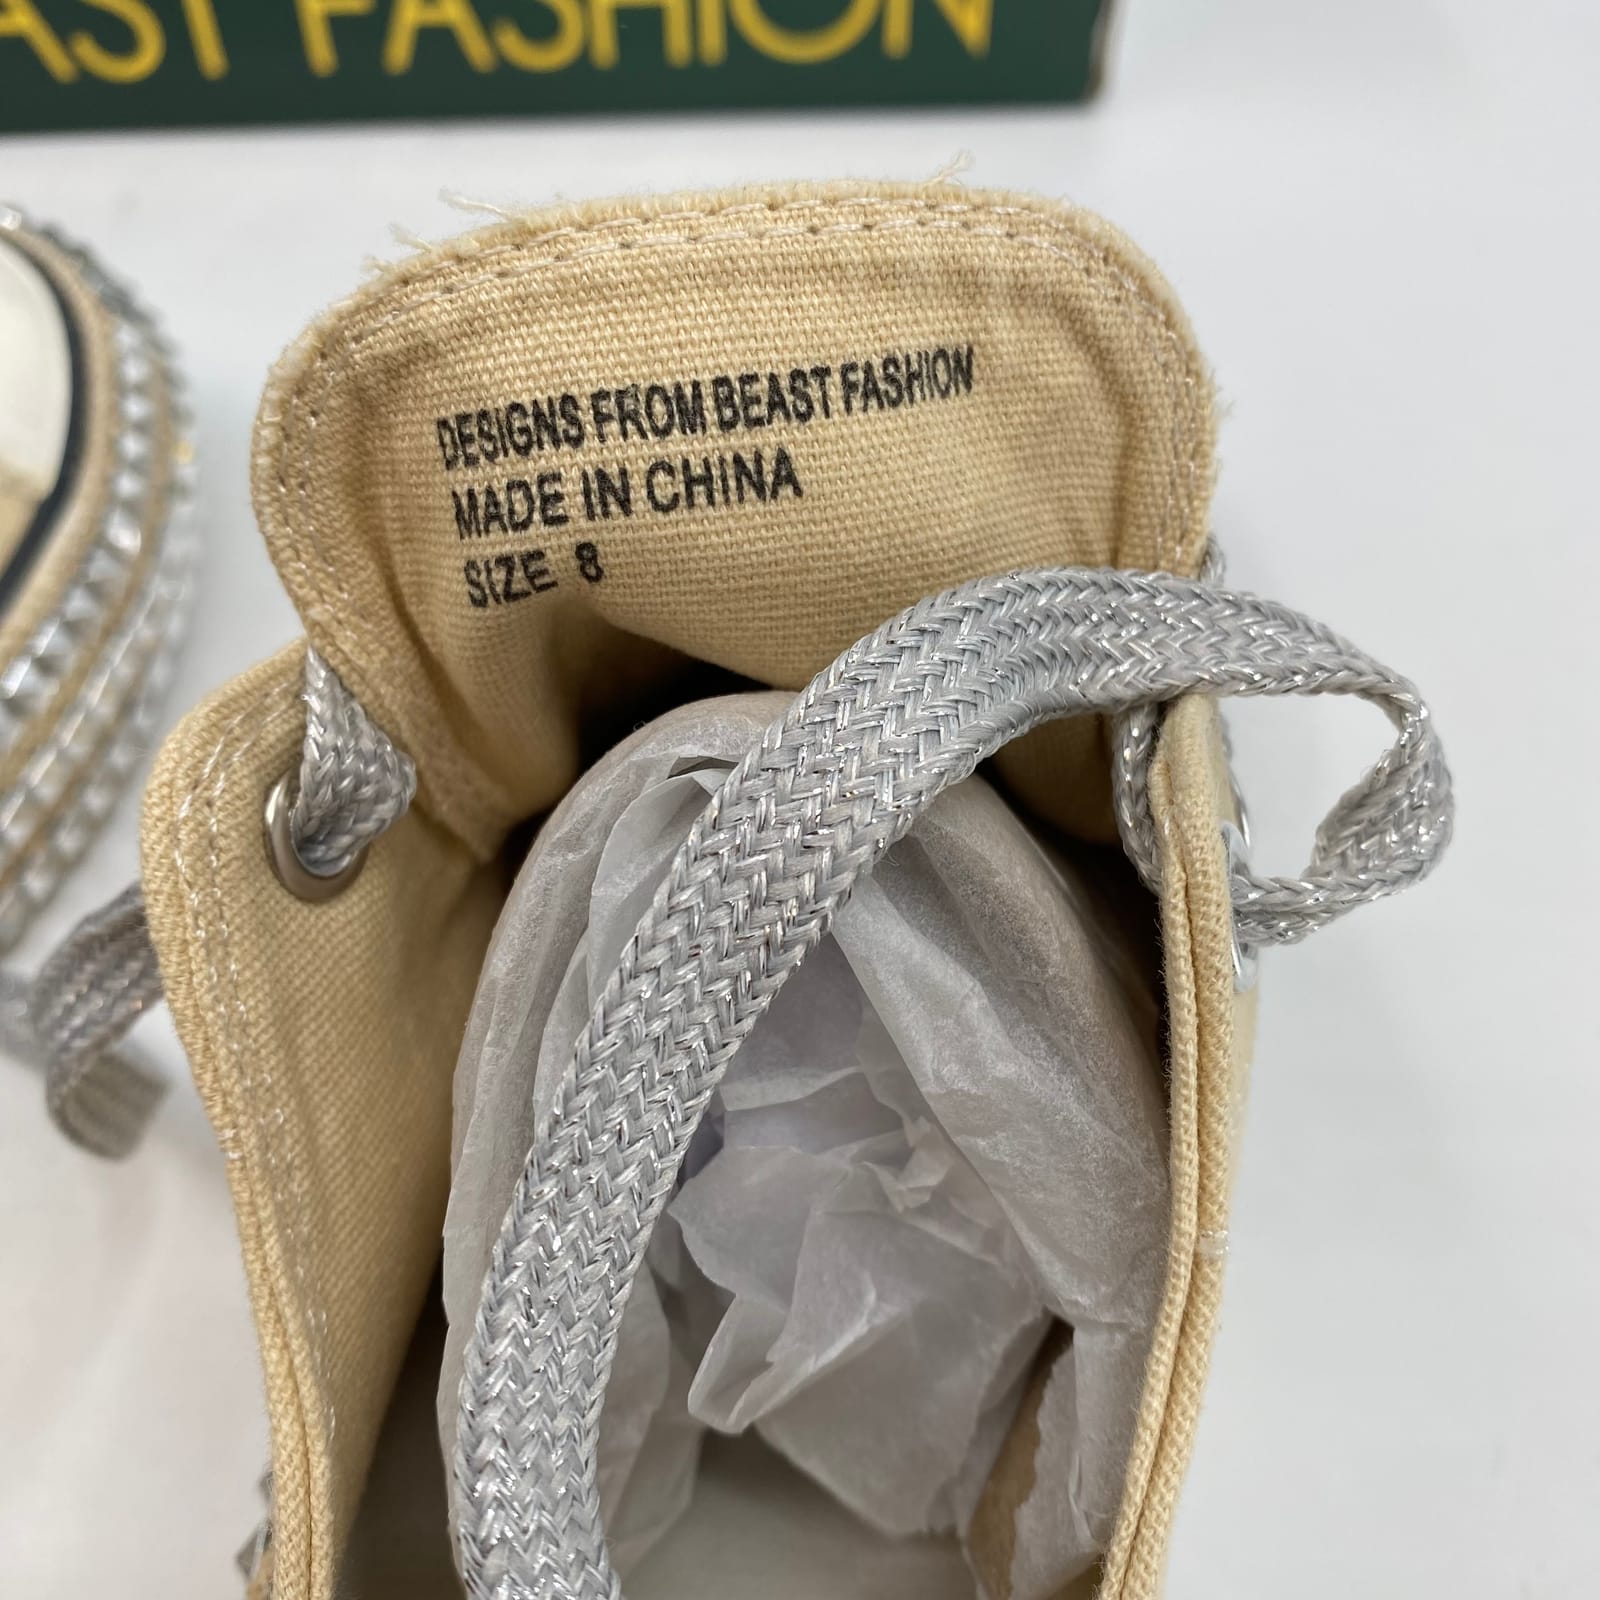 AST FASHION
DESIGNS FROM BEAST FASHION
MADE IN CHINA
SIZE 8